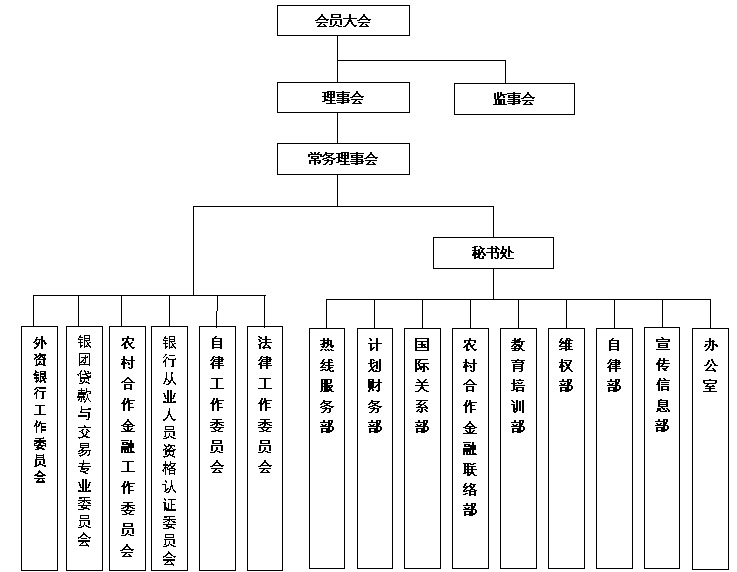 会员大会
理事会
监事会
常务理事会
秘书处
外资银行工作委员会
银团贷款与交易专业委员会
农村合作金融工作委员会
银行从业人员资格认证委员会
自律工作委员会
法律工作委员会
热线服务部
计划财务部
国际关系部
农村合作金融联络部
教育培训部
维权部
自律部
宣传信息部
办公室